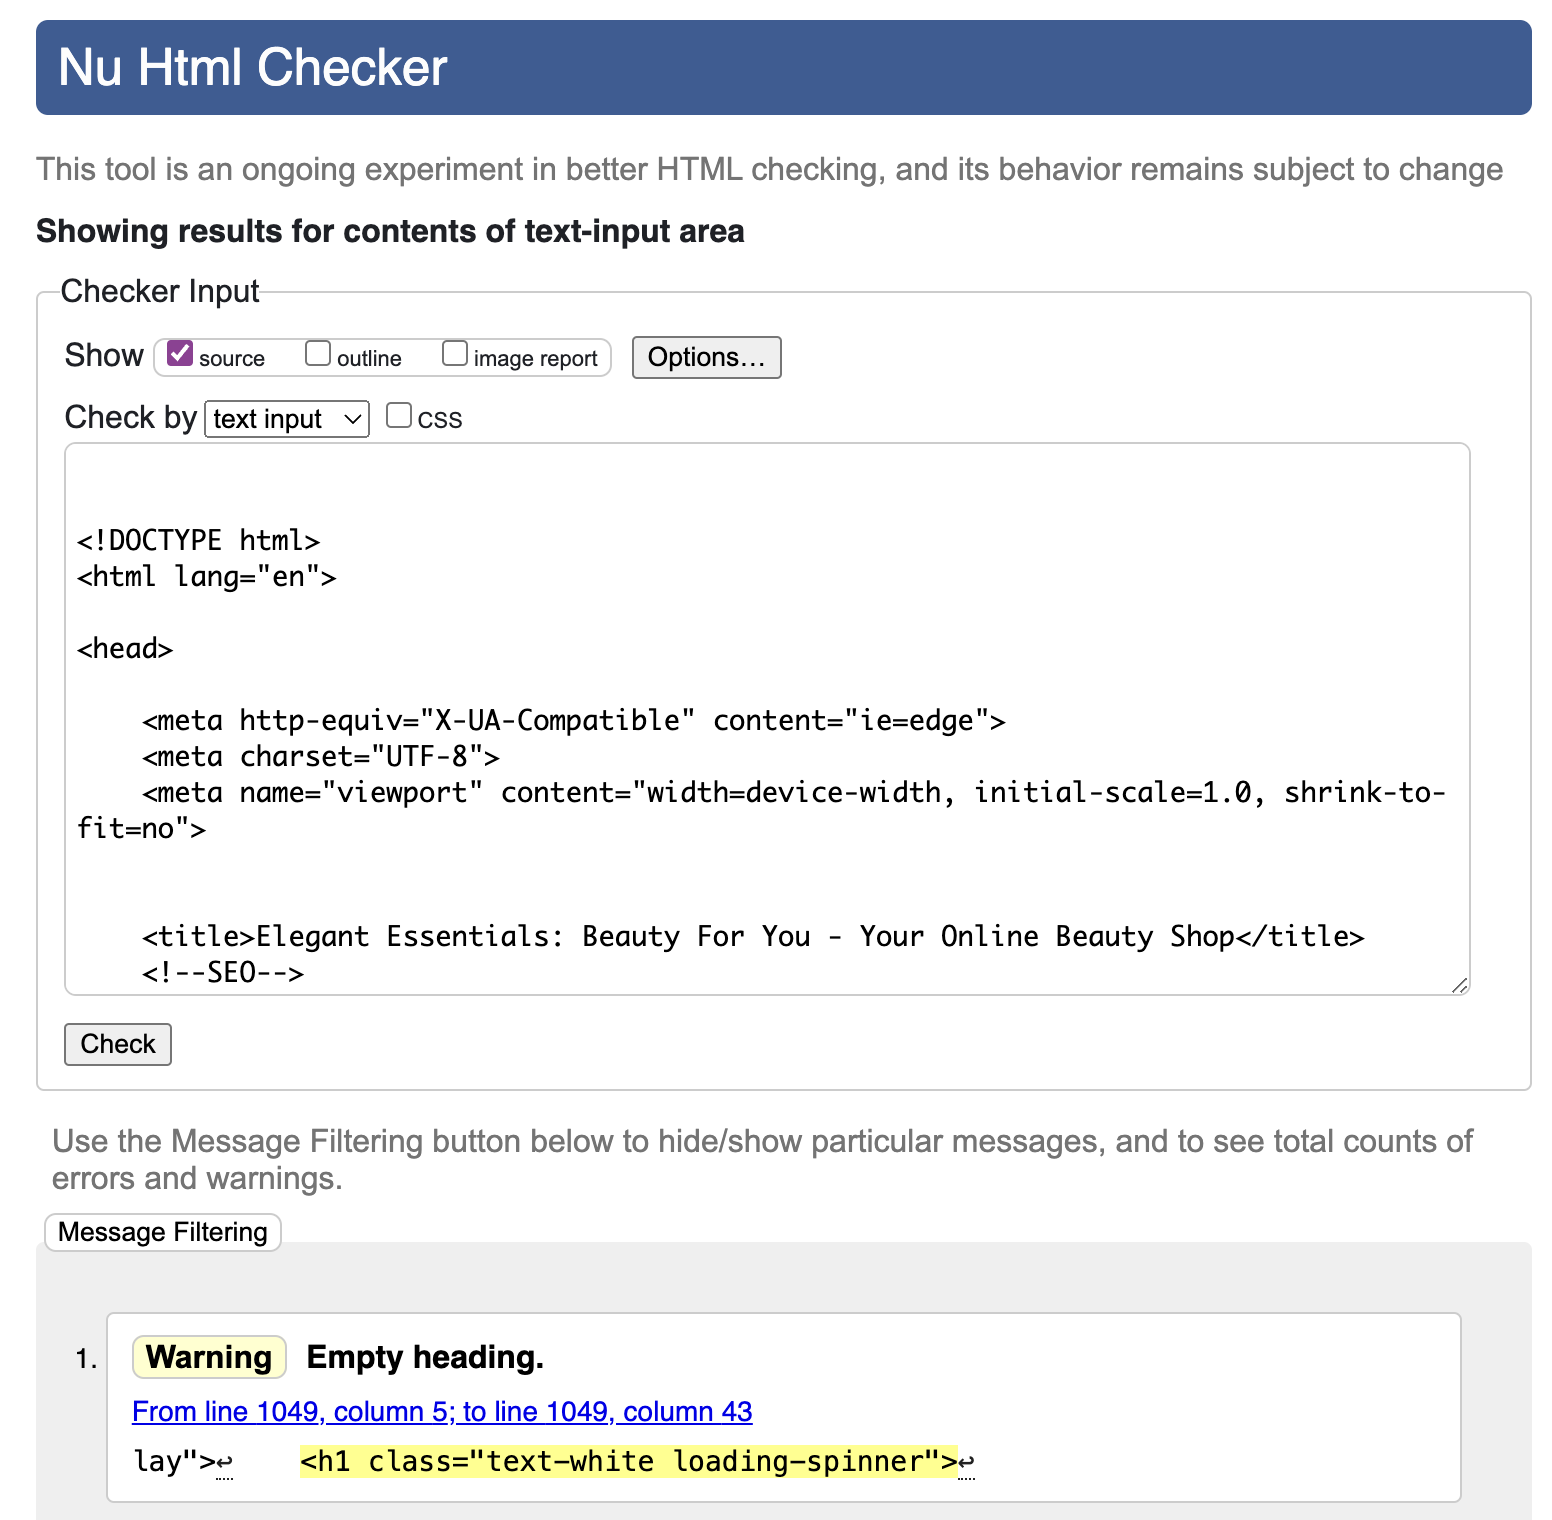 Nu Html Checker
This tool is an ongoing experiment in better HTML checking, and its behavior remains subject to change
Showing results for contents of text-input area
Checker Input
Show source outline image report Options...
Check by text input CSS
<!DOCTYPE html>
<html lang="en">
<head>
<meta http-equiv="X-UA-Compatible" content="ie=edge">
<meta charset="UTF-8">
<meta name="viewport" content="width=device-width, initial-scale=1.0, shrink-to-
fit=no">
<title>Elegant Essentials: Beauty For You - Your Online Beauty Shop</title>
<!--SEO-->
Check
Use the Message Filtering button below to hide/show particular messages, and to see total counts of
errors and warnings.
Message Filtering
1. Warning Empty heading.
From line 1049, column 5; to line 1049, column 43
lay">↩ <h1 class="text-white loading-spinner">↩